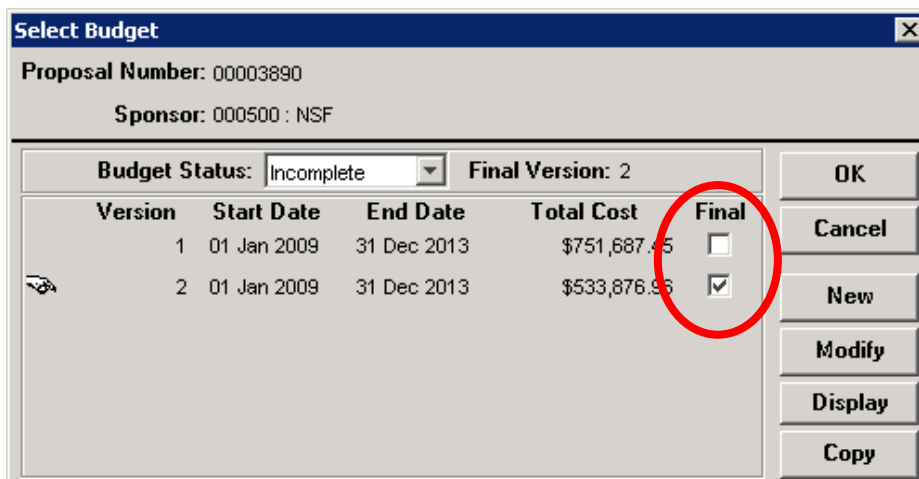 Select Budget
Proposal Number: 00003890
Sponsor: 000500 : NSF
Budget Status: Incomplete Final Version: 2
OK
Version Start Date End Date Total Cost Final
Cancel
1 01 Jan 2009 31 Dec 2013 $751,687.45
2 01 Jan 2009 31 Dec 2013 $533,876.96
New
Modify
Display
Copy